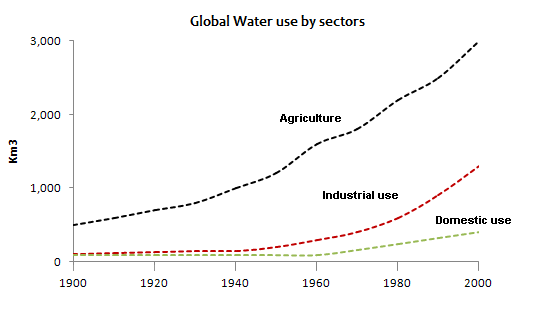 Global Water use by sectors
3,000
2,000
1,000
0
Km3
Agriculture
Industrial use
Domestic use
1900 1920 1940 1960 1980 2000